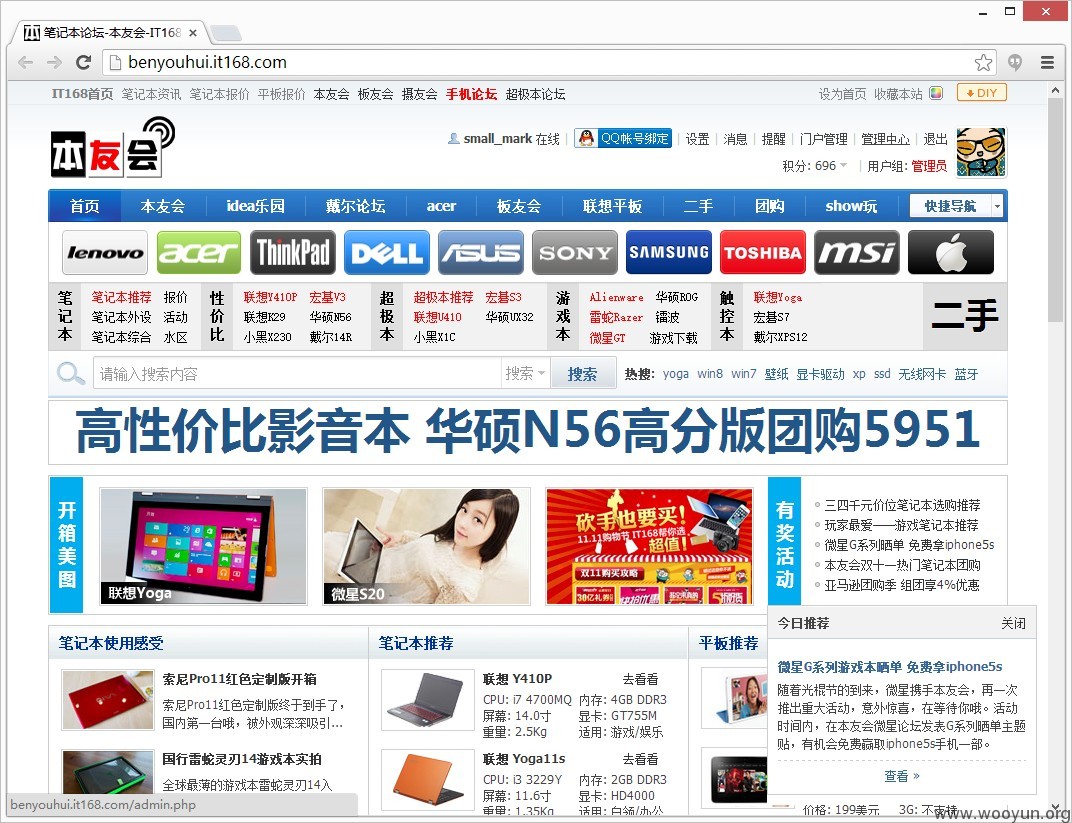 笔记本论坛-本友会-IT168
benyouhui.it168.com
IT168首页 笔记本资讯 笔记本报价 平板报价 本友会 板友会 摄友会 手机论坛 超极本论坛 设为首页 收藏本站 DIY
本友会
small_mark 在线 QQ帐号绑定 设置 消息 提醒 门户管理 管理中心 退出
积分: 696 用户组: 管理员
首页 本友会 idea乐园 戴尔论坛 acer 板友会 联想平板 二手 团购 show玩 快捷导航
lenovo acer ThinkPad DELL ASUS SONY SAMSUNG TOSHIBA msi
笔记本
笔记本推荐 报价
笔记本外设 活动
笔记本综合 水区
性价比
联想Y410P 宏基V3
联想K29 华硕N56
小黑X230 戴尔14R
超极本
超极本推荐 宏基S3
联想U410 华硕UX32
小黑X1C
游戏本
Alienware 华硕ROG
雷蛇Razer 镭波
微星GT 游戏下载
触控本
联想Yoga
宏碁S7
戴尔XPS12
二手
请输入搜索内容 搜索 搜索 热搜: yoga win8 win7 壁纸 显卡驱动 xp ssd 无线网卡 蓝牙
高性价比影音本 华硕N56高分版团购5951
开箱美图
联想Yoga
微星S20
砍手也要买!
11.11购物节 IT168帮你选
超值!
双11购买攻略
有奖活动
三四千元价位笔记本选购推荐
玩家最爱——游戏笔记本推荐
微星G系列晒单 免费拿iphone5s
本友会双十一热门笔记本团购
亚马逊团购季 组团享4%优惠
笔记本使用感受
索尼Pro11红色定制版开箱
索尼Pro11红色定制版终于到手了,
国内第一台哦，被外观深深吸引...
国行雷蛇灵刃14游戏本实拍
全球最薄的游戏本雷蛇灵刃14入
笔记本推荐
联想 Y410P 去看看
CPU: i7 4700MQ 内存: 4GB DDR3
屏幕: 14.0寸 显卡: GT755M
重量: 2.5Kg 适用: 游戏/娱乐
联想 Yoga11s 去看看
CPU: i3 3229Y 内存: 2GB DDR3
屏幕: 11.6寸 显卡: HD4000
重量: 1.35Kg 适用: 白领/办公
平板推荐
今日推荐 关闭
微星G系列游戏本晒单 免费拿iphone5s
随着光棍节的到来，微星携手本友会，再一次
推出重大活动，意外惊喜，在等待你哦。活动
时间内，在本友会微星论坛发表G系列晒单主题
贴，有机会免费赢取iphone5s手机一部。
查看 »
价格: 199美元 3G: 不支持
benyouhui.it168.com/admin.php
www.wooyun.org